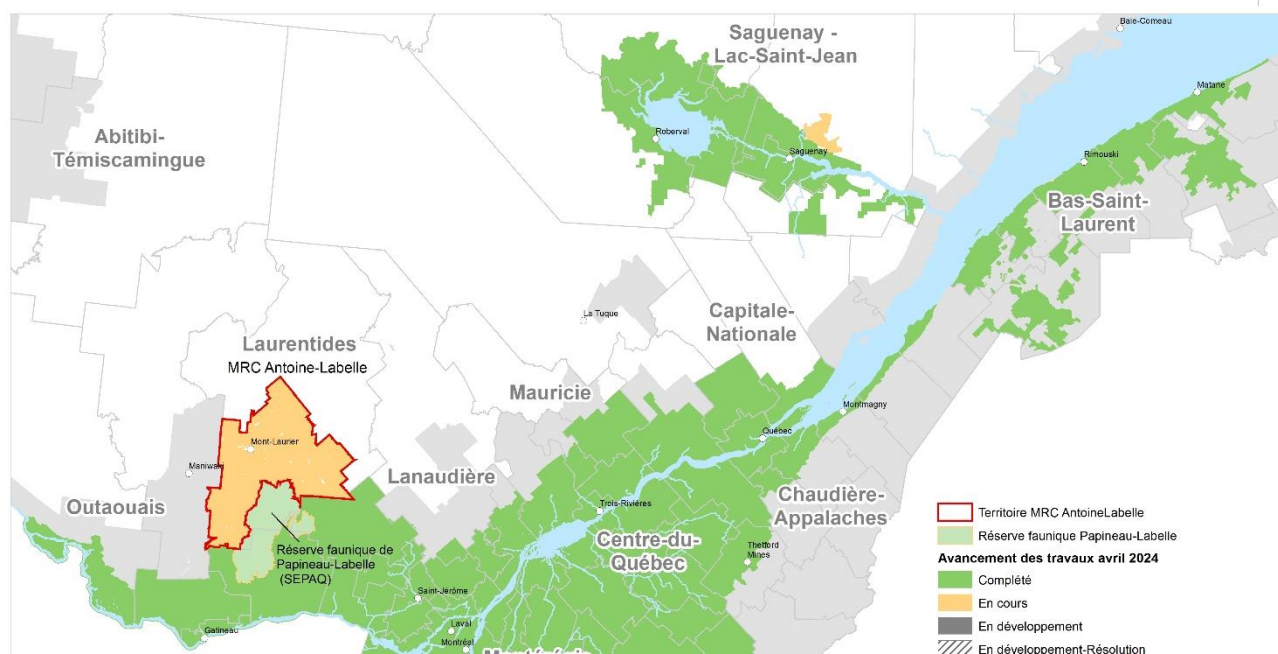 Saguenay -
Lac-Saint-Jean
Baie-Comeau
Matane
Abitibi-
Témiscamingue
Roberval
Saguenay
Rimouski
Bas-Saint-
Laurent
La Tuque
Capitale-
Nationale
Laurentides
MRC Antoine-Labelle
Mauricie
Montmagny
Québec
Mont-Laurier
Maniwaki
Lanaudière
Outaouais
Trois-Rivières
Chaudière-
Appalaches
Réserve faunique de
Papineau-Labelle
(SEPAQ)
Centre-du-
Québec
Thetford
Mines
Saint-Jérôme
Gatineau
Laval
Montréal
Territoire MRC AntoineLabelle
Réserve faunique Papineau-Labelle
Avancement des travaux avril 2024
Complété
En cours
En développement
En développement-Résolution